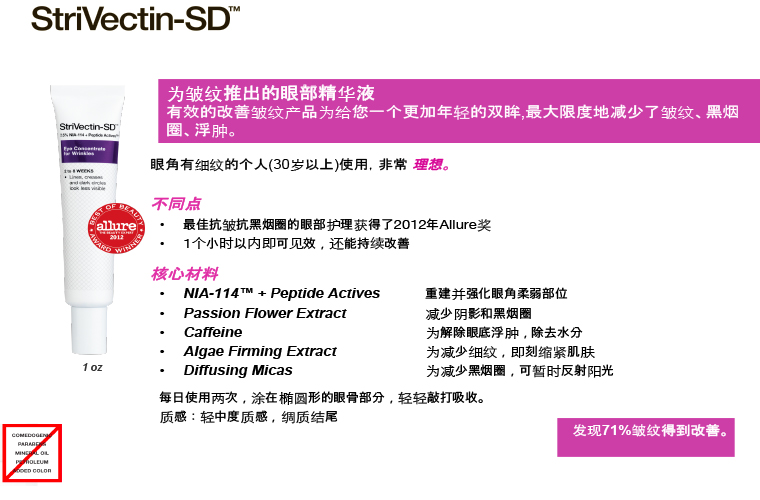 StriVectin-SD™
为皱纹推出的眼部精华液
有效的改善皱纹产品为给您一个更加年轻的双眸,最大限度地减少了皱纹、黑烟
圈、浮肿。
眼角有细纹的个人(30岁以上)使用，非常 理想。
StriVectin-SD™
2.5% NIA-114 + Peptide Actives™
Eye Concentrate
for Wrinkles
2 to 8 WEEKS
• Lines, creases
and dark circles
look less visible
BEST OF BEAUTY
allure
THE BEAUTY EXPERT
2012
AWARD WINNER
1 oz
不同点
• 最佳抗皱抗黑烟圈的眼部护理获得了2012年Allure奖
• 1个小时以内即可见效，还能持续改善
核心材料
• NIA-114™ + Peptide Actives 重建并强化眼角柔弱部位
• Passion Flower Extract 减少阴影和黑烟圈
• Caffeine 为解除眼底浮肿，除去水分
• Algae Firming Extract 为减少细纹，即刻缩紧肌肤
• Diffusing Micas 为减少黑烟圈，可暂时反射阳光
每日使用两次，涂在椭圆形的眼骨部分，轻轻敲打吸收。
质感：轻中度质感，绸质结尾
发现71%皱纹得到改善。
COMEDOGENIC
PARABENS
MINERAL OIL
PETROLEUM
ADDED COLOR